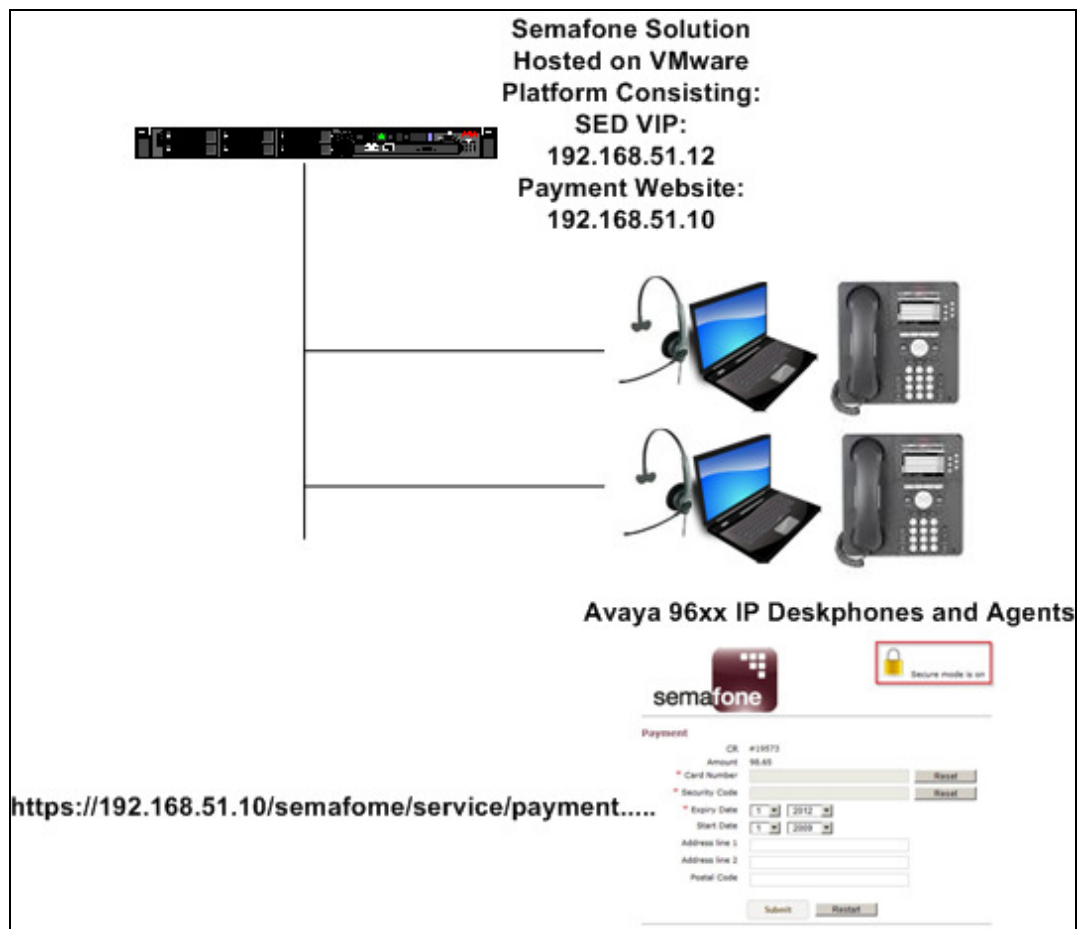 Semafone Solution
Hosted on VMware
Platform Consisting:
SED VIP:
192.168.51.12
Payment Website:
192.168.51.10
Avaya 96xx IP Deskphones and Agents
semafone
Secure mode is on
Payment
CR #19573
Amount 98.65
* Card Number Reset
* Security Code Reset
* Expiry Date 1 2012
Start Date 1 2009
Address line 1
Address line 2
Postal Code
Submit Restart
https://192.168.51.10/semafome/service/payment.....